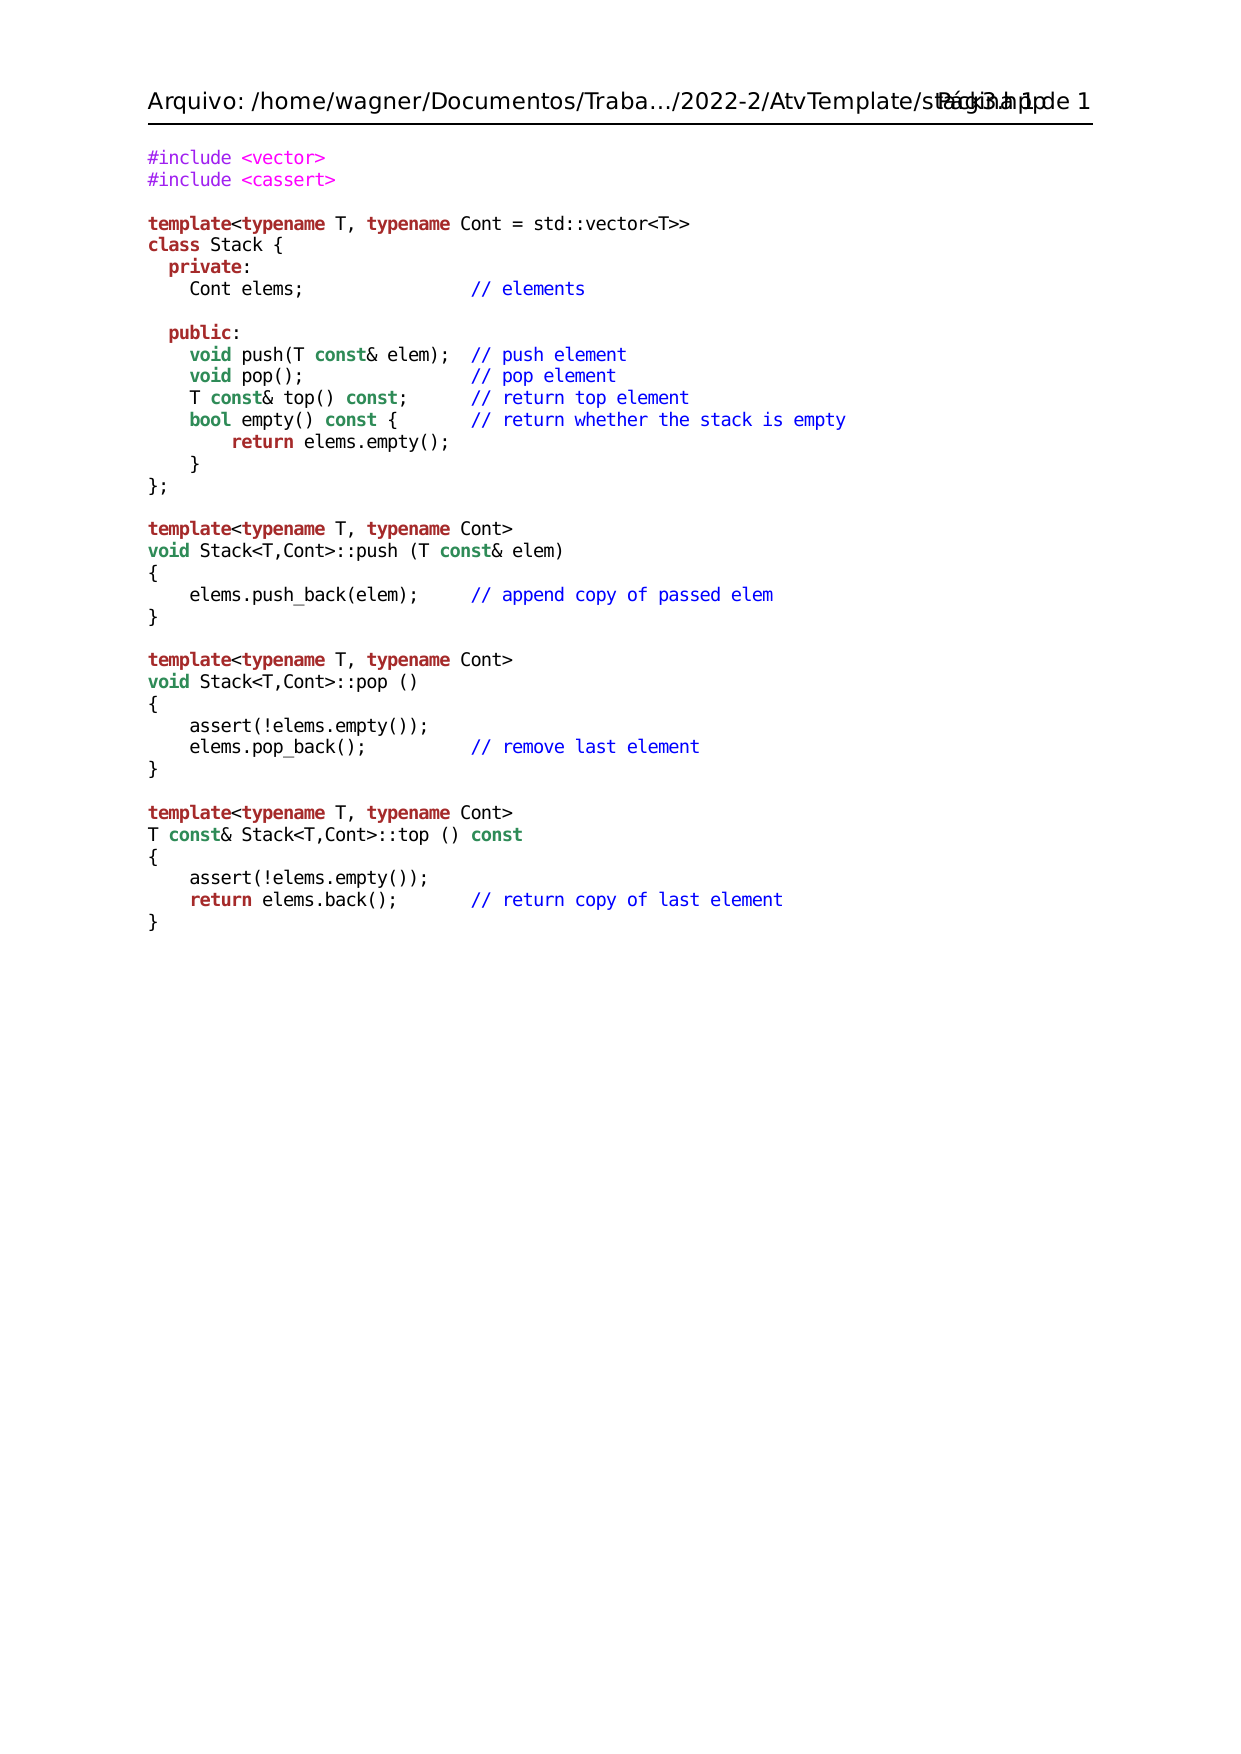 Arquivo: /home/wagner/Documentos/Traba.../2022-2/AtvTemplate/stack3.hpp Página 1 de 1
#include <vector>
#include <cassert>
template<typename T, typename Cont = std::vector<T>>
class Stack {
  private:
    Cont elems;                // elements
  public:
    void push(T const& elem);  // push element
    void pop();                // pop element
    T const& top() const;      // return top element
    bool empty() const {       // return whether the stack is empty
        return elems.empty();
    }
};
template<typename T, typename Cont>
void Stack<T,Cont>::push (T const& elem)
{
    elems.push_back(elem);     // append copy of passed elem
}
template<typename T, typename Cont>
void Stack<T,Cont>::pop ()
{
    assert(!elems.empty());
    elems.pop_back();          // remove last element
}
template<typename T, typename Cont>
T const& Stack<T,Cont>::top () const
{
    assert(!elems.empty());
    return elems.back();       // return copy of last element
}